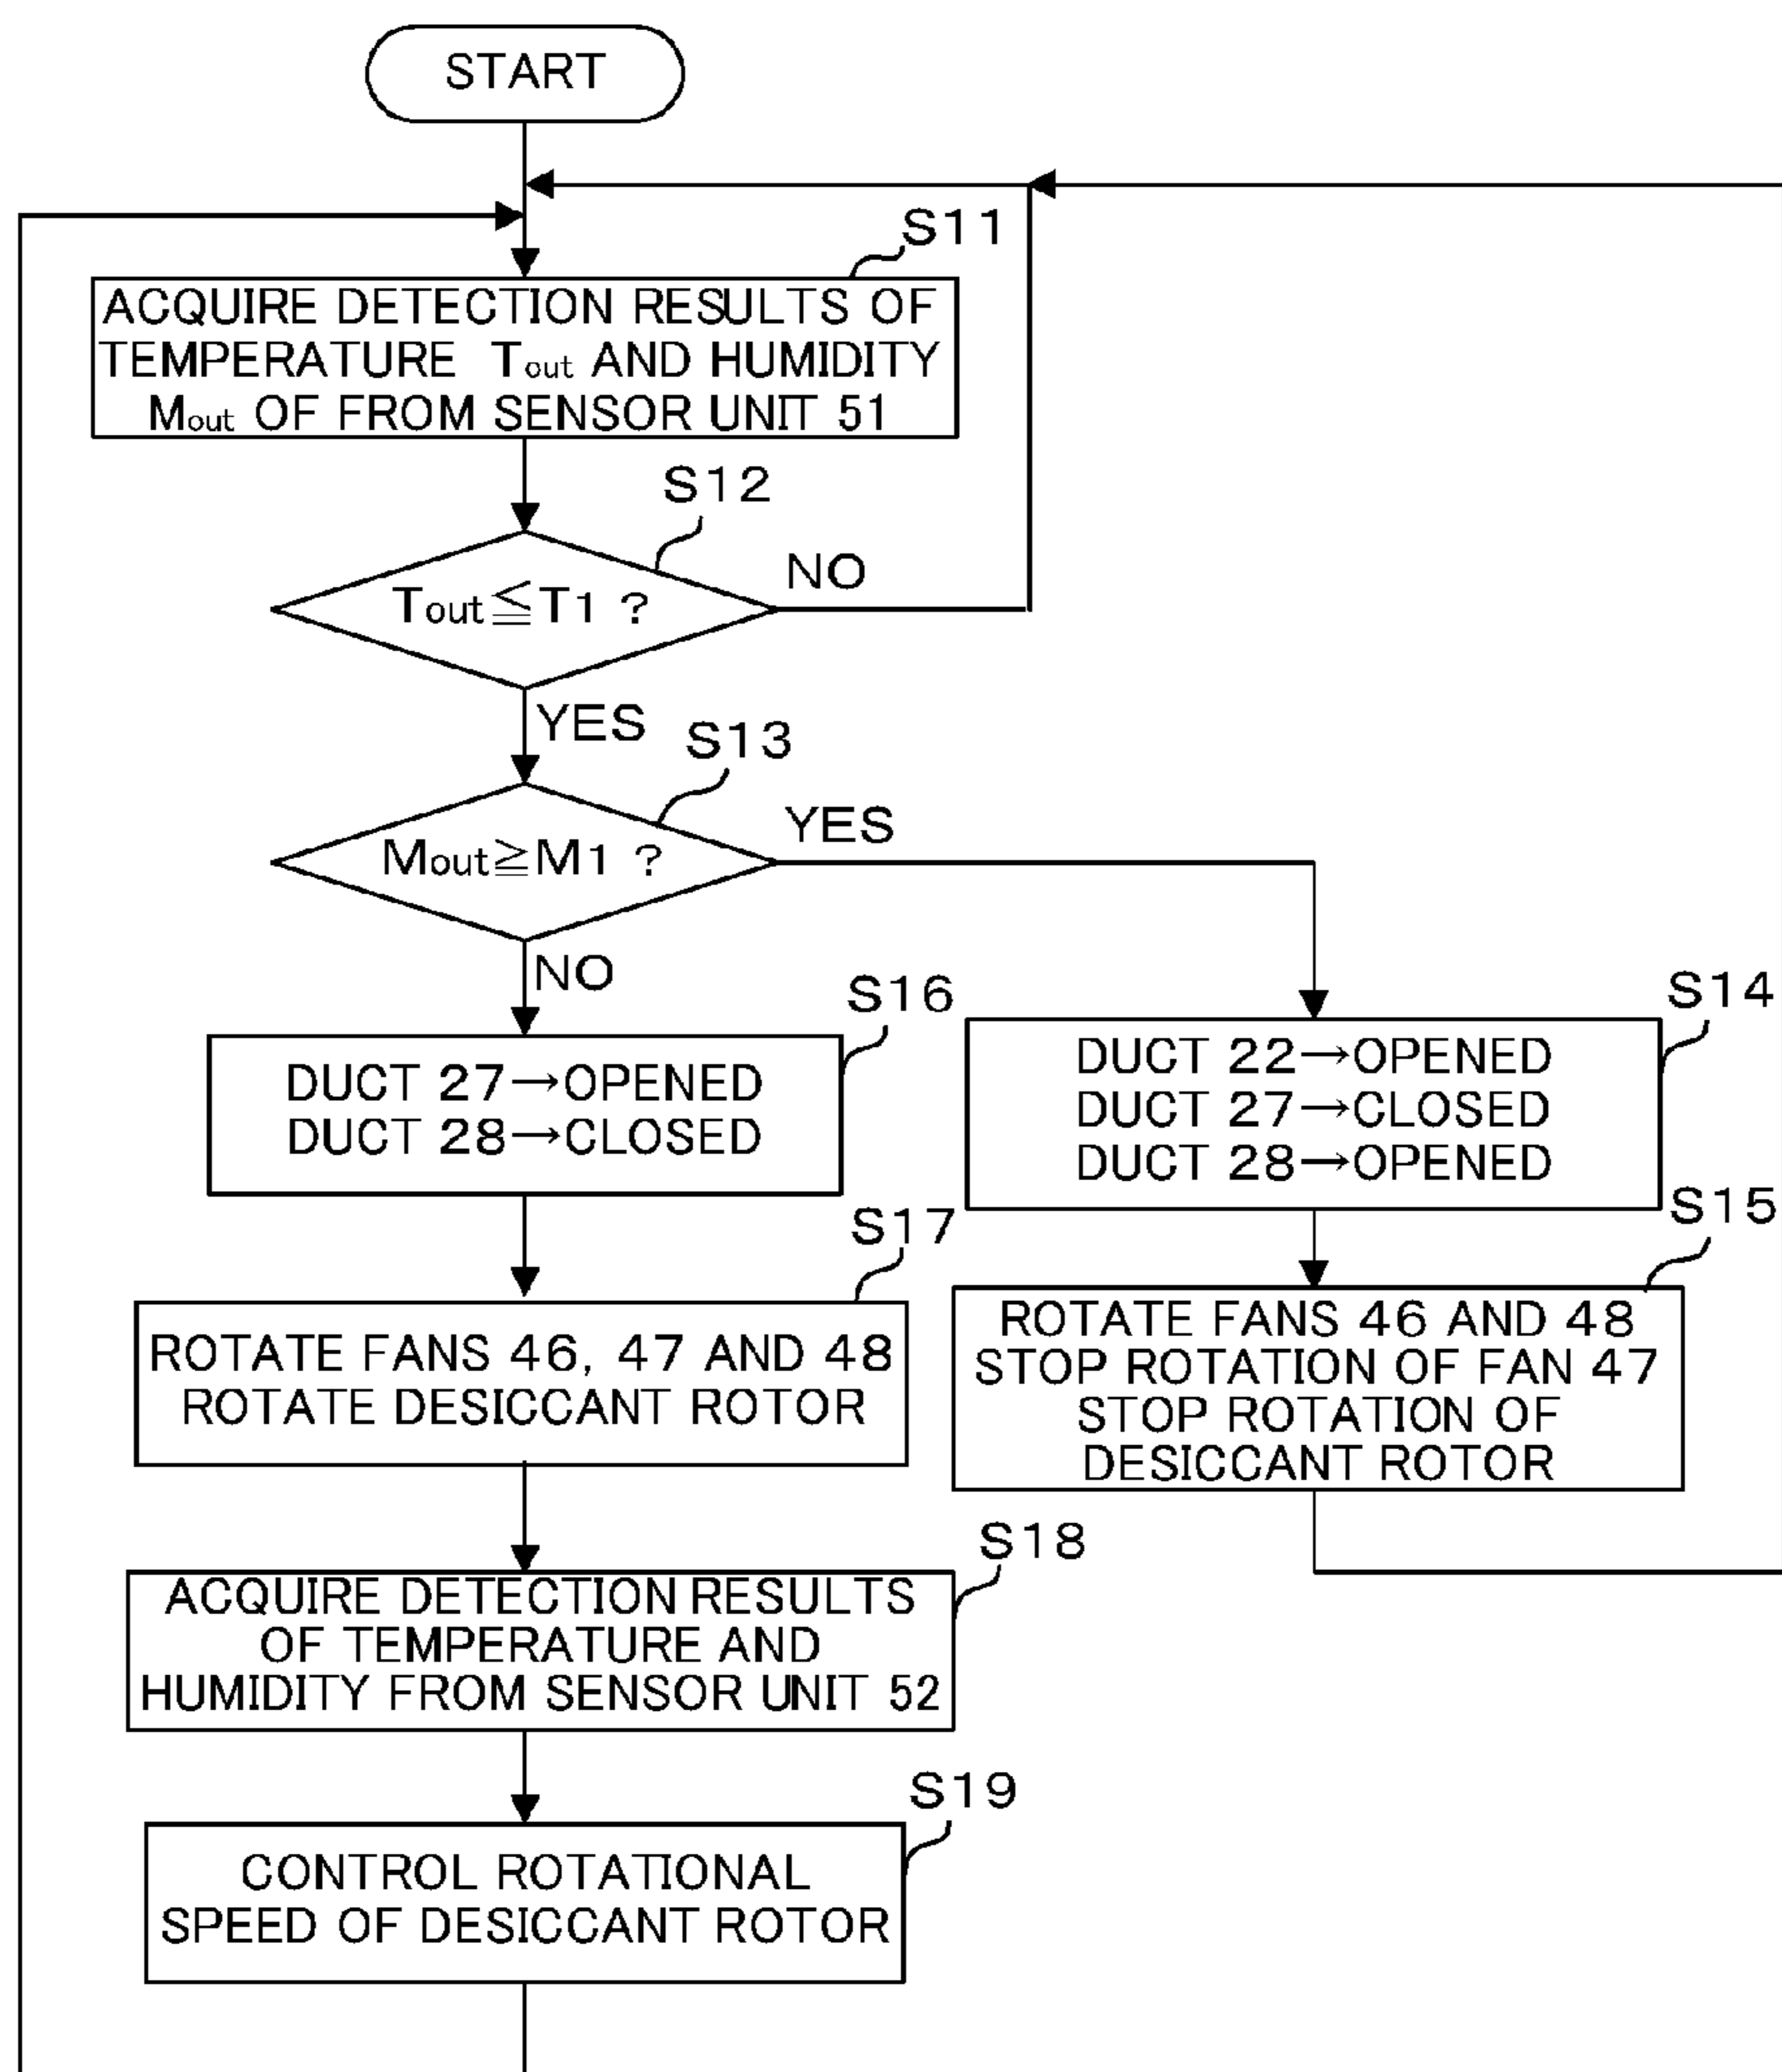 START
S11
ACQUIRE DETECTION RESULTS OF
TEMPERATURE Tout AND HUMIDITY
Mout OF FROM SENSOR UNIT 51
S12
Tout≦T1 ?
NO
YES
S13
Mout≧M1 ?
YES
NO
S16
DUCT 27→OPENED
DUCT 28→CLOSED
S14
DUCT 22→OPENED
DUCT 27→CLOSED
DUCT 28→OPENED
S17
ROTATE FANS 46, 47 AND 48
ROTATE DESICCANT ROTOR
S15
ROTATE FANS 46 AND 48
STOP ROTATION OF FAN 47
STOP ROTATION OF
DESICCANT ROTOR
S18
ACQUIRE DETECTION RESULTS
OF TEMPERATURE AND
HUMIDITY FROM SENSOR UNIT 52
S19
CONTROL ROTATIONAL
SPEED OF DESICCANT ROTOR